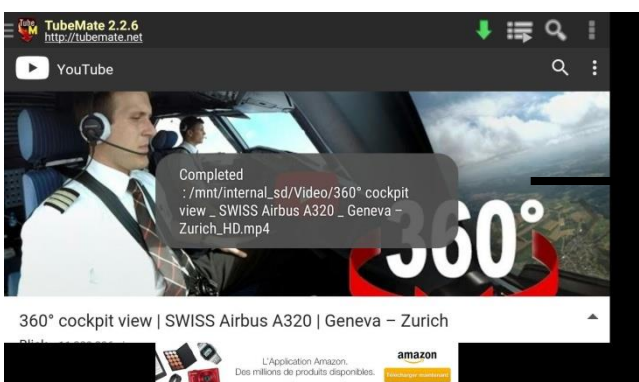 TubeMate 2.2.6
http://tubemate.net
YouTube
Completed
: /mnt/internal_sd/Video/360° cockpit
view _ SWISS Airbus A320 _ Geneva –
Zurich_HD.mp4
360°
360° cockpit view | SWISS Airbus A320 | Geneva – Zurich
L'Application Amazon.
Des millions de produits disponibles.
amazon
Télécharger maintenant